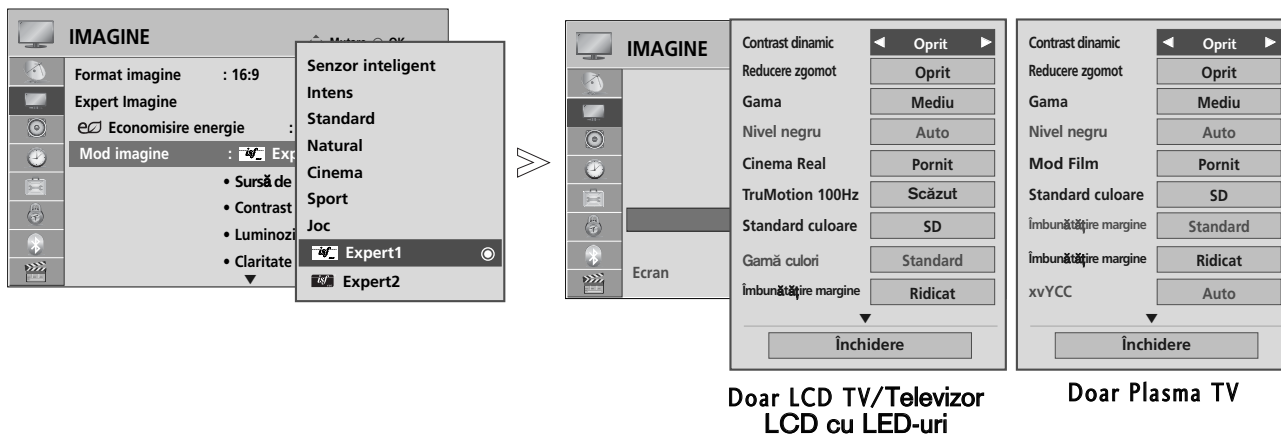 IMAGINE
Mutare OK
Format imagine : 16:9
Expert Imagine
Economisire energie :
Mod imagine : isf Exp
• Sursă de
• Contrast
• Luminozi
• Claritate
▼
Senzor inteligent
Intens
Standard
Natural
Cinema
Sport
Joc
isf Expert1
isf Expert2
IMAGINE
Ecran
Contrast dinamic ◄ Oprit ►
Reducere zgomot Oprit
Gama Mediu
Nivel negru Auto
Cinema Real Pornit
TruMotion 100Hz Scăzut
Standard culoare SD
Gamă culori Standard
Îmbunătăţire margine Ridicat
▼
Închidere
Doar LCD TV/Televizor
LCD cu LED-uri
Contrast dinamic ◄ Oprit ►
Reducere zgomot Oprit
Gama Mediu
Nivel negru Auto
Mod Film Pornit
Standard culoare SD
Îmbunătăţire margine Standard
Îmbunătăţire margine Ridicat
xvYCC Auto
▼
Închidere
Doar Plasma TV